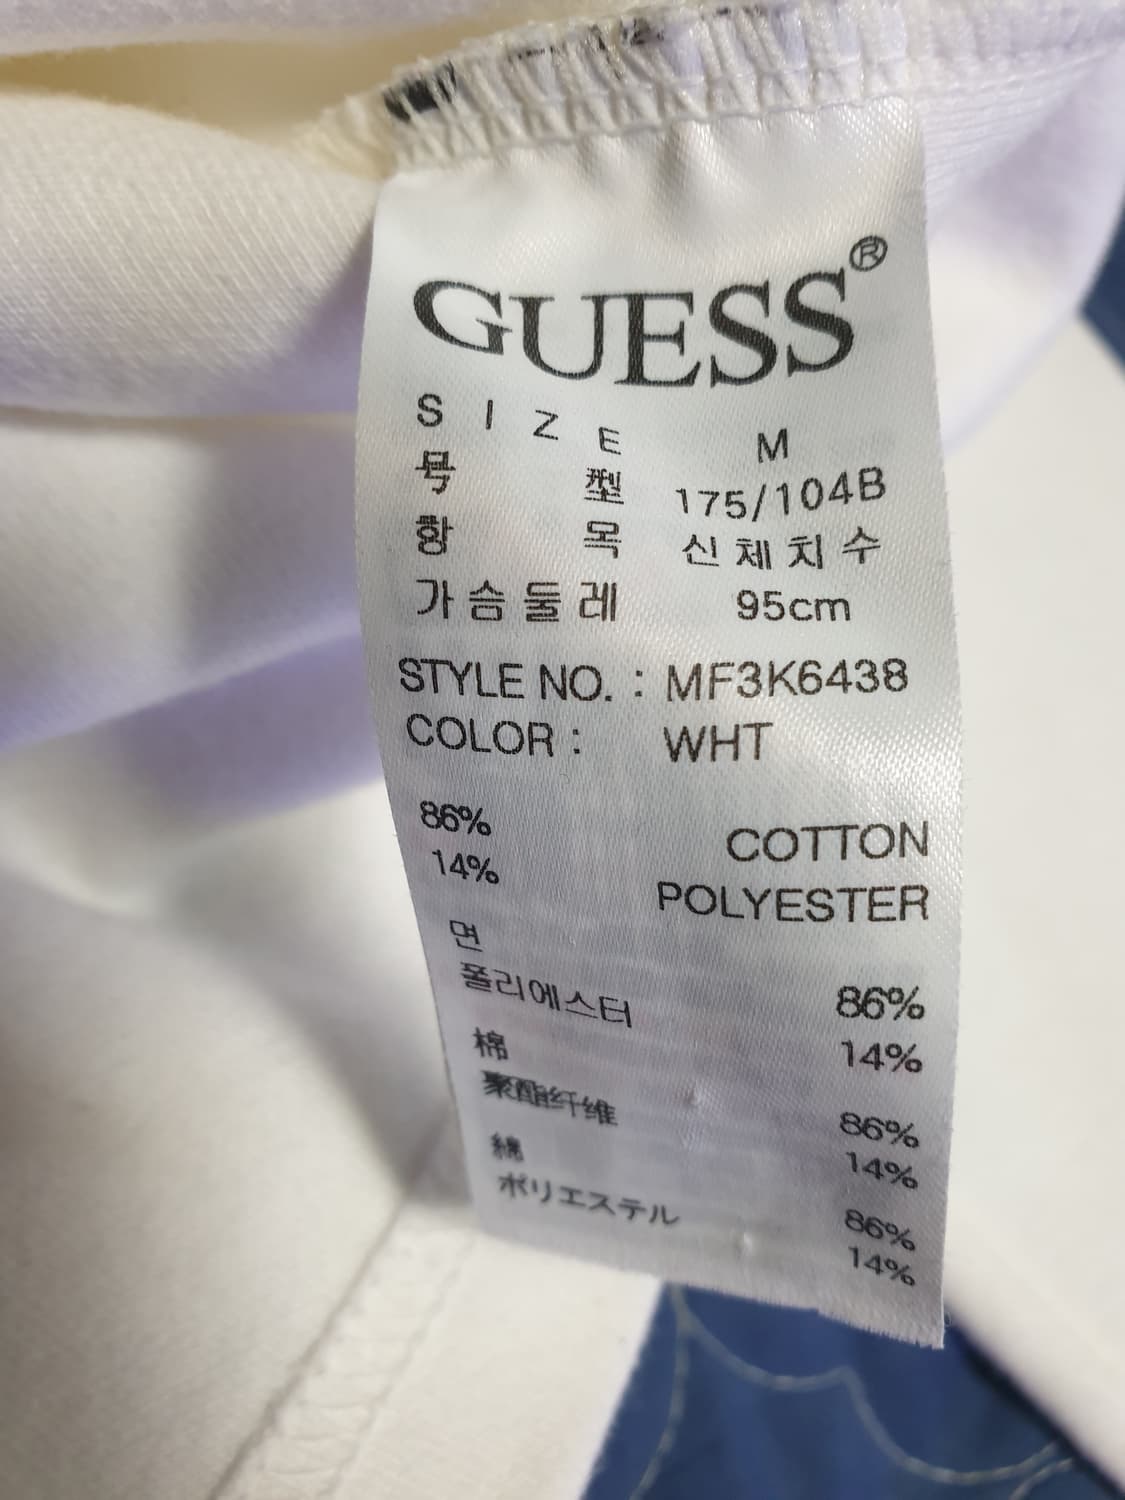 GUESS®
SIZE M
号型 175/104B
항목 신체치수
가슴둘레 95cm
STYLE NO. : MF3K6438
COLOR : WHT
86% COTTON
14% POLYESTER
면 86%
폴리에스터 14%
棉 86%
聚酯纤维 14%
綿 86%
ポリエステル 14%